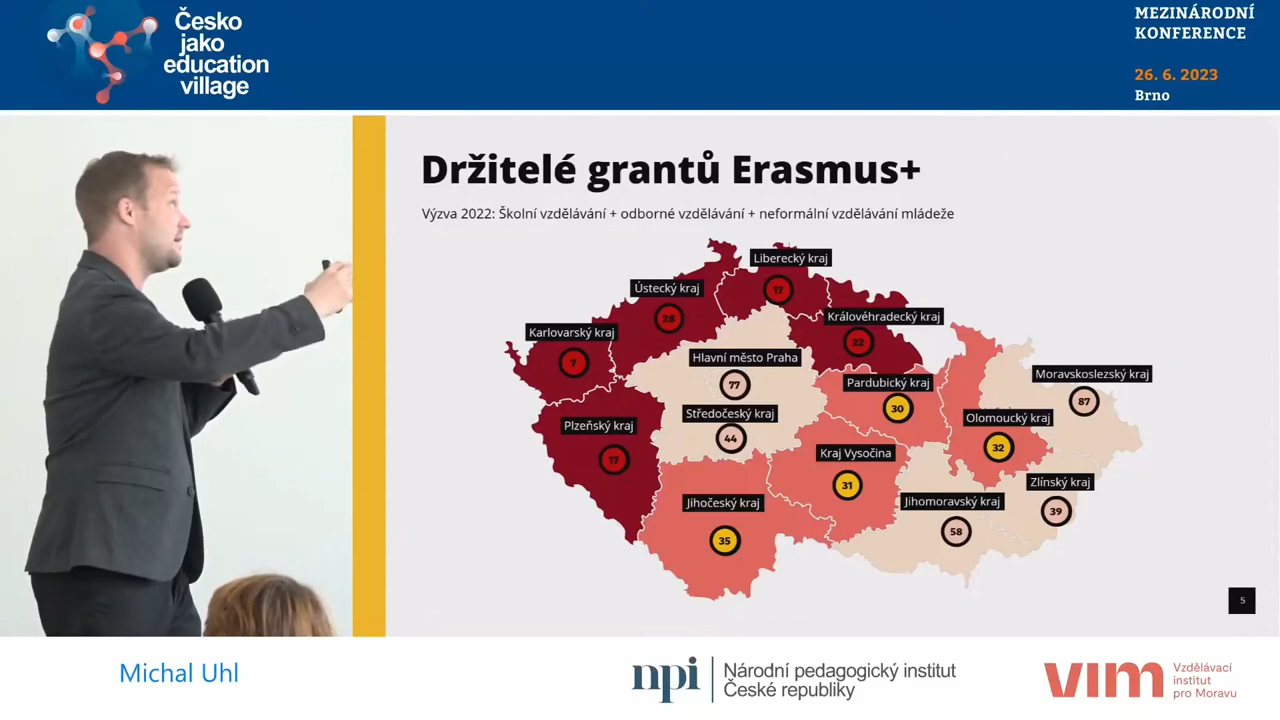 Česko
jako
education
village
MEZINÁRODNÍ
KONFERENCE
26. 6. 2023
Brno
Držitelé grantů Erasmus+
Výzva 2022: Školní vzdělávání + odborné vzdělávání + neformální vzdělávání mládeže
Liberecký kraj
17
Ústecký kraj
28
Královéhradecký kraj
22
Karlovarský kraj
7
Hlavní město Praha
77
Pardubický kraj
30
Moravskoslezský kraj
87
Středočeský kraj
44
Olomoucký kraj
32
Plzeňský kraj
17
Kraj Vysočina
31
Zlínský kraj
39
Jihočeský kraj
35
Jihomoravský kraj
58
5
Michal Uhl
npi
Národní pedagogický institut
České republiky
vim
Vzdělávací
institut
pro Moravu